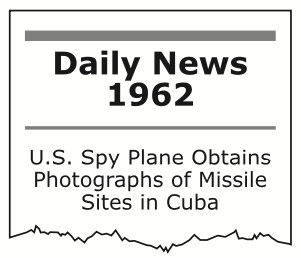 Daily News
1962
U.S. Spy Plane Obtains
Photographs of Missile
Sites in Cuba